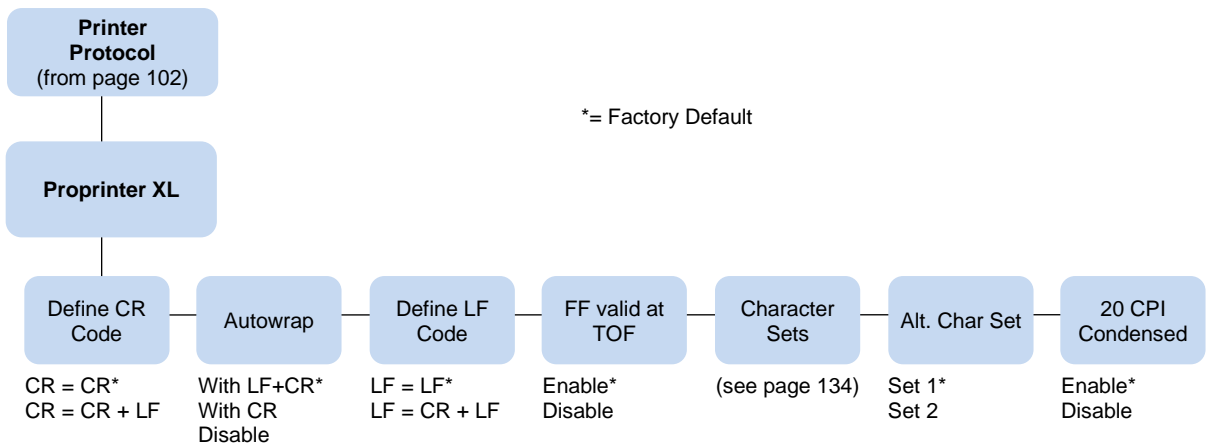 Printer
Protocol
(from page 102)
*= Factory Default
Proprinter XL
Define CR
Code
Autowrap
Define LF
Code
FF valid at
TOF
Character
Sets
Alt. Char Set
20 CPI
Condensed
CR = CR*
CR = CR + LF
With LF+CR*
With CR
Disable
LF = LF*
LF = CR + LF
Enable*
Disable
(see page 134)
Set 1*
Set 2
Enable*
Disable